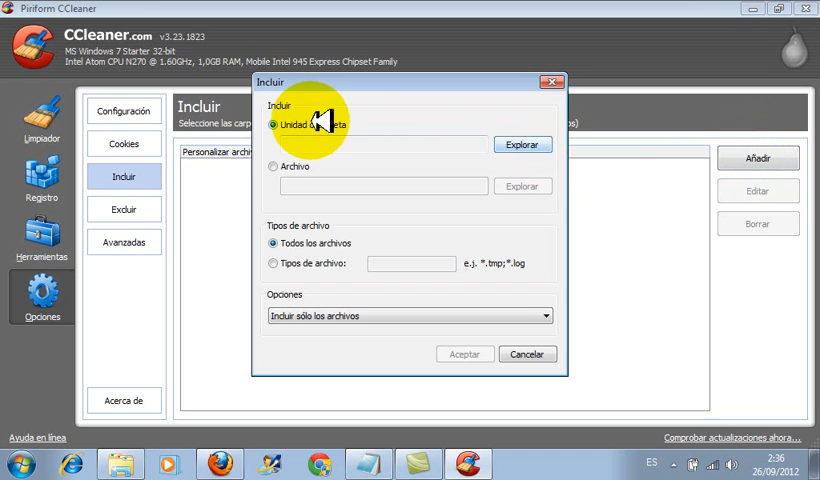 Piriform CCleaner
CCleaner.com v3.23.1823
MS Windows 7 Starter 32-bit
Intel Atom CPU N270 @ 1.60GHz, 1,0GB RAM, Mobile Intel 945 Express Chipset Family
Limpiador
Registro
Herramientas
Opciones
Configuración
Cookies
Incluir
Excluir
Avanzadas
Acerca de
Incluir
Seleccione las
Personalizar
Añadir
Editar
Borrar
Incluir
Incluir
Unidad
Explorar
Archivo
Explorar
Tipos de archivo
Todos los archivos
Tipos de archivo: e.j. *.tmp;*.log
Opciones
Incluir sólo los archivos
Aceptar Cancelar
Ayuda en línea
Comprobar actualizaciones ahora...
ES
2:36
26/09/2012